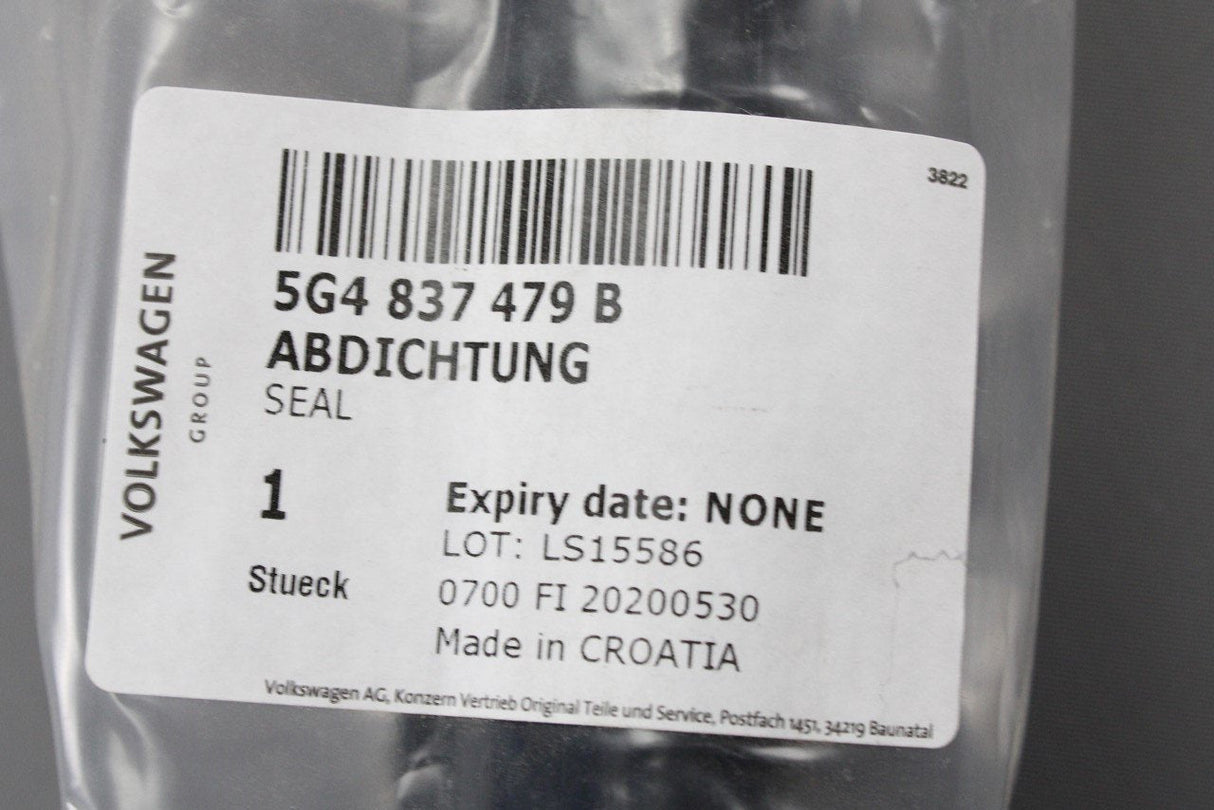 3822
5G4 837 479 B
ABDICHTUNG
SEAL
VOLKSWAGEN
GROUP
1
Stueck
Expiry date: NONE
LOT: LS15586
0700 FI 20200530
Made in CROATIA
Volkswagen AG, Konzern Vertrieb Original Teile und Service, Postfach 1451, 34219 Baunatal